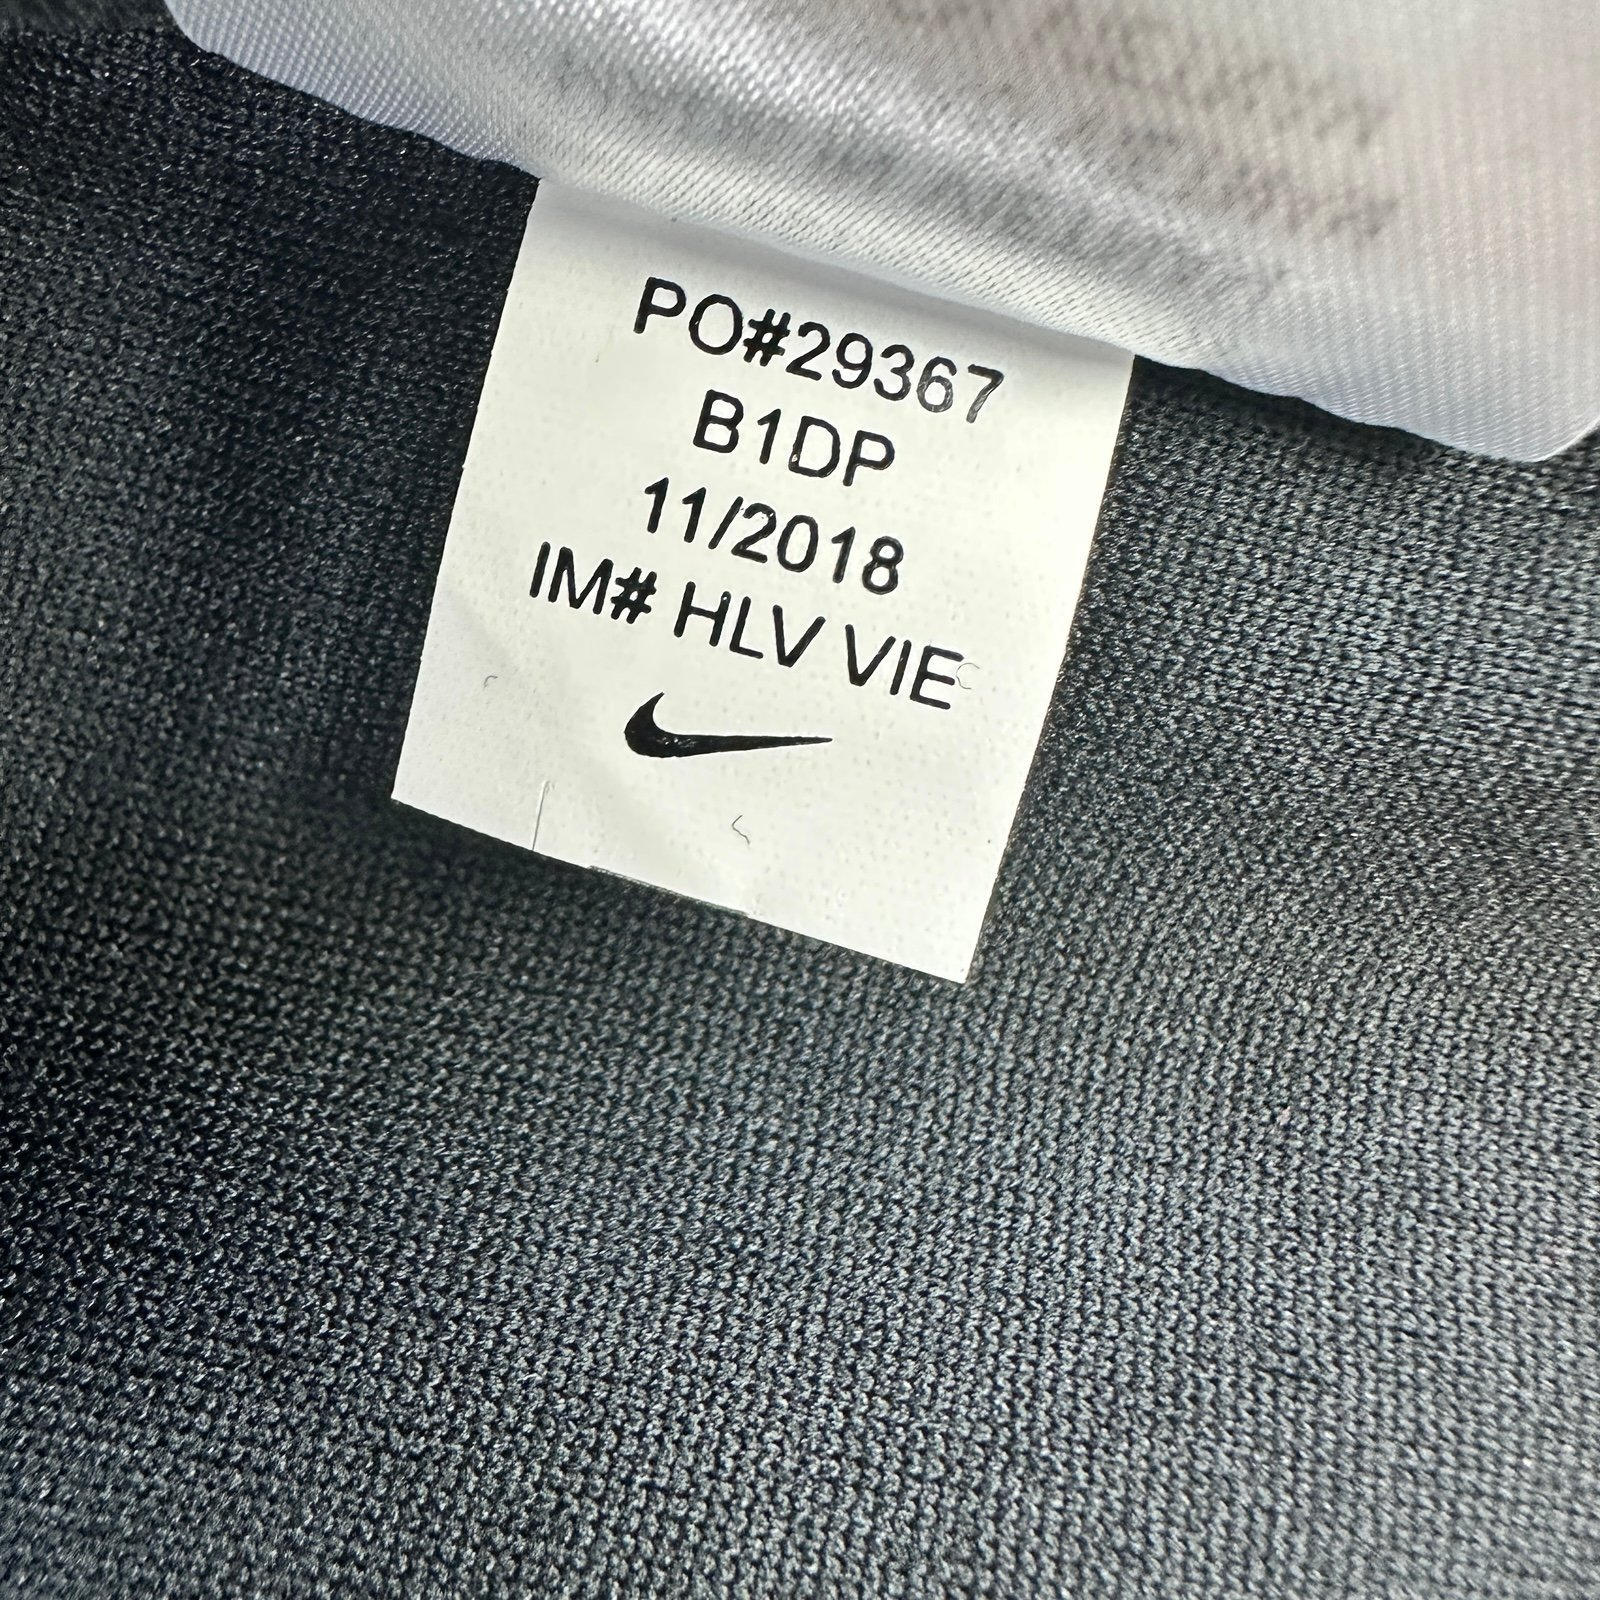 PO#29367
B1DP
11/2018
IM# HLV VIE